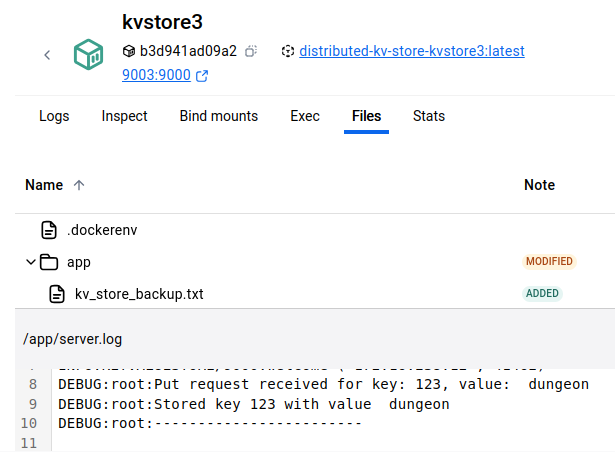 kvstore3
b3d941ad09a2 distributed-kv-store-kvstore3:latest
9003:9000
Logs Inspect Bind mounts Exec Files Stats
Name Note
.dockerenv
app MODIFIED
kv_store_backup.txt ADDED
/app/server.log
8 DEBUG:root:Put request received for key: 123, value:  dungeon
9 DEBUG:root:Stored key 123 with value  dungeon
10 DEBUG:root:------------------------
11